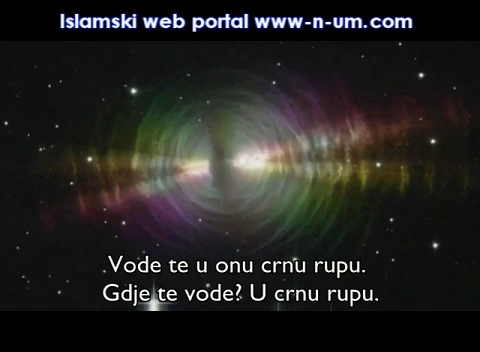 Islamski web portal www-n-um.com
Vode te u onu crnu rupu.
Gdje te vode? U crnu rupu.